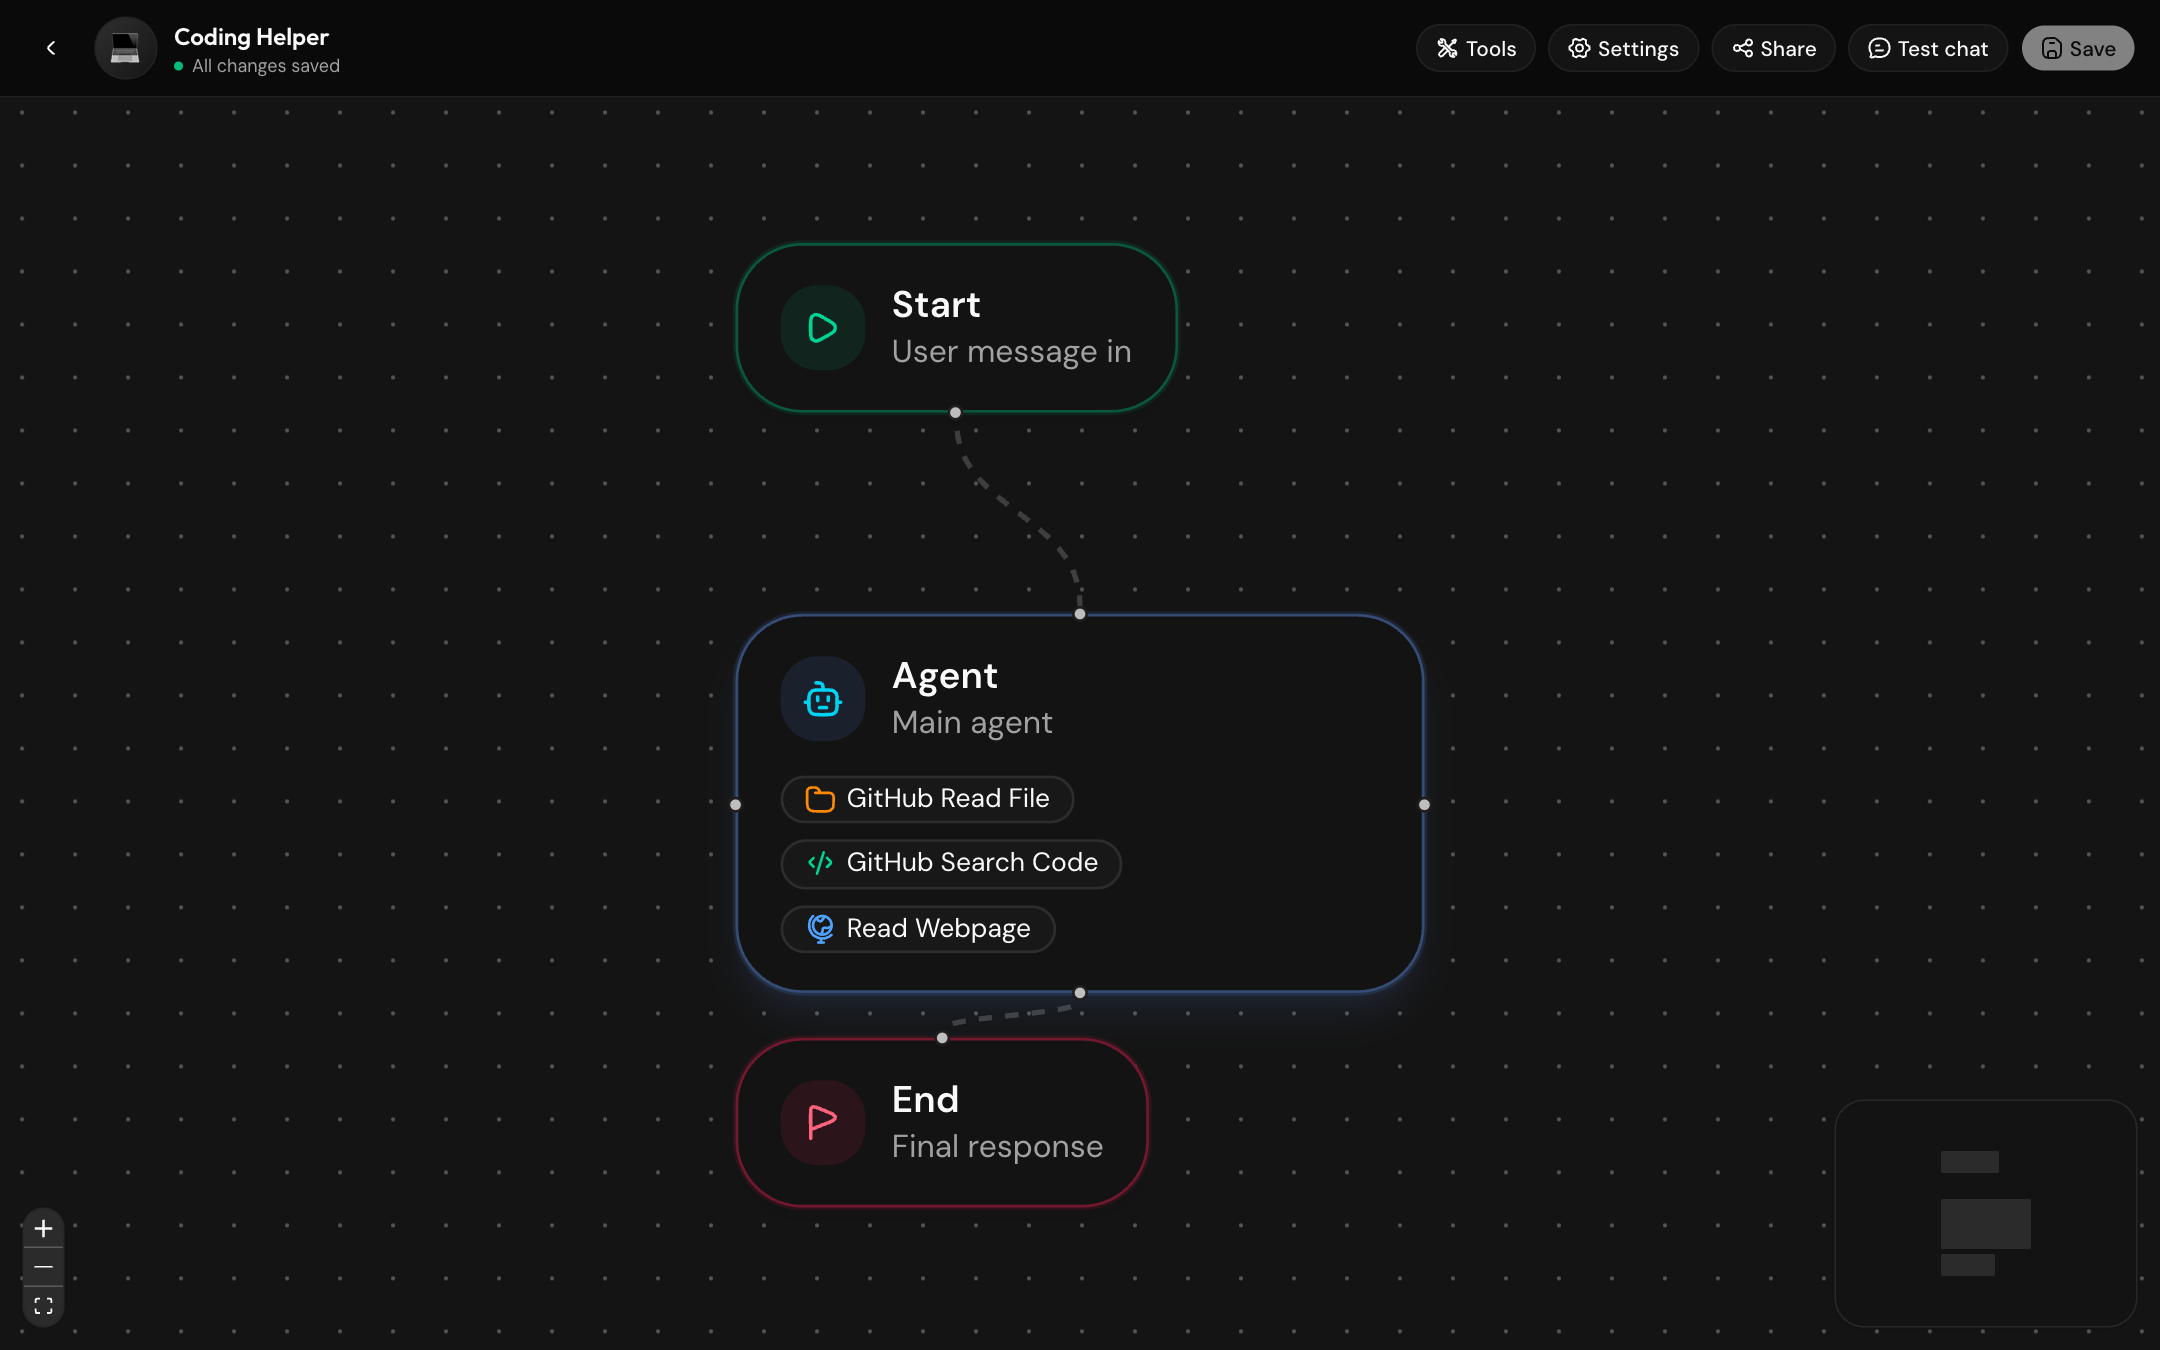 Coding Helper
All changes saved
Tools
Settings
Share
Test chat
Save
Start
User message in
Agent
Main agent
GitHub Read File
GitHub Search Code
Read Webpage
End
Final response